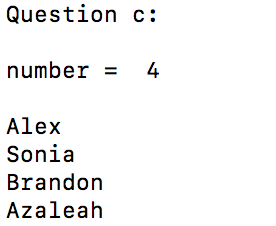 Question c:
number =  4
Alex
Sonia
Brandon
Azaleah